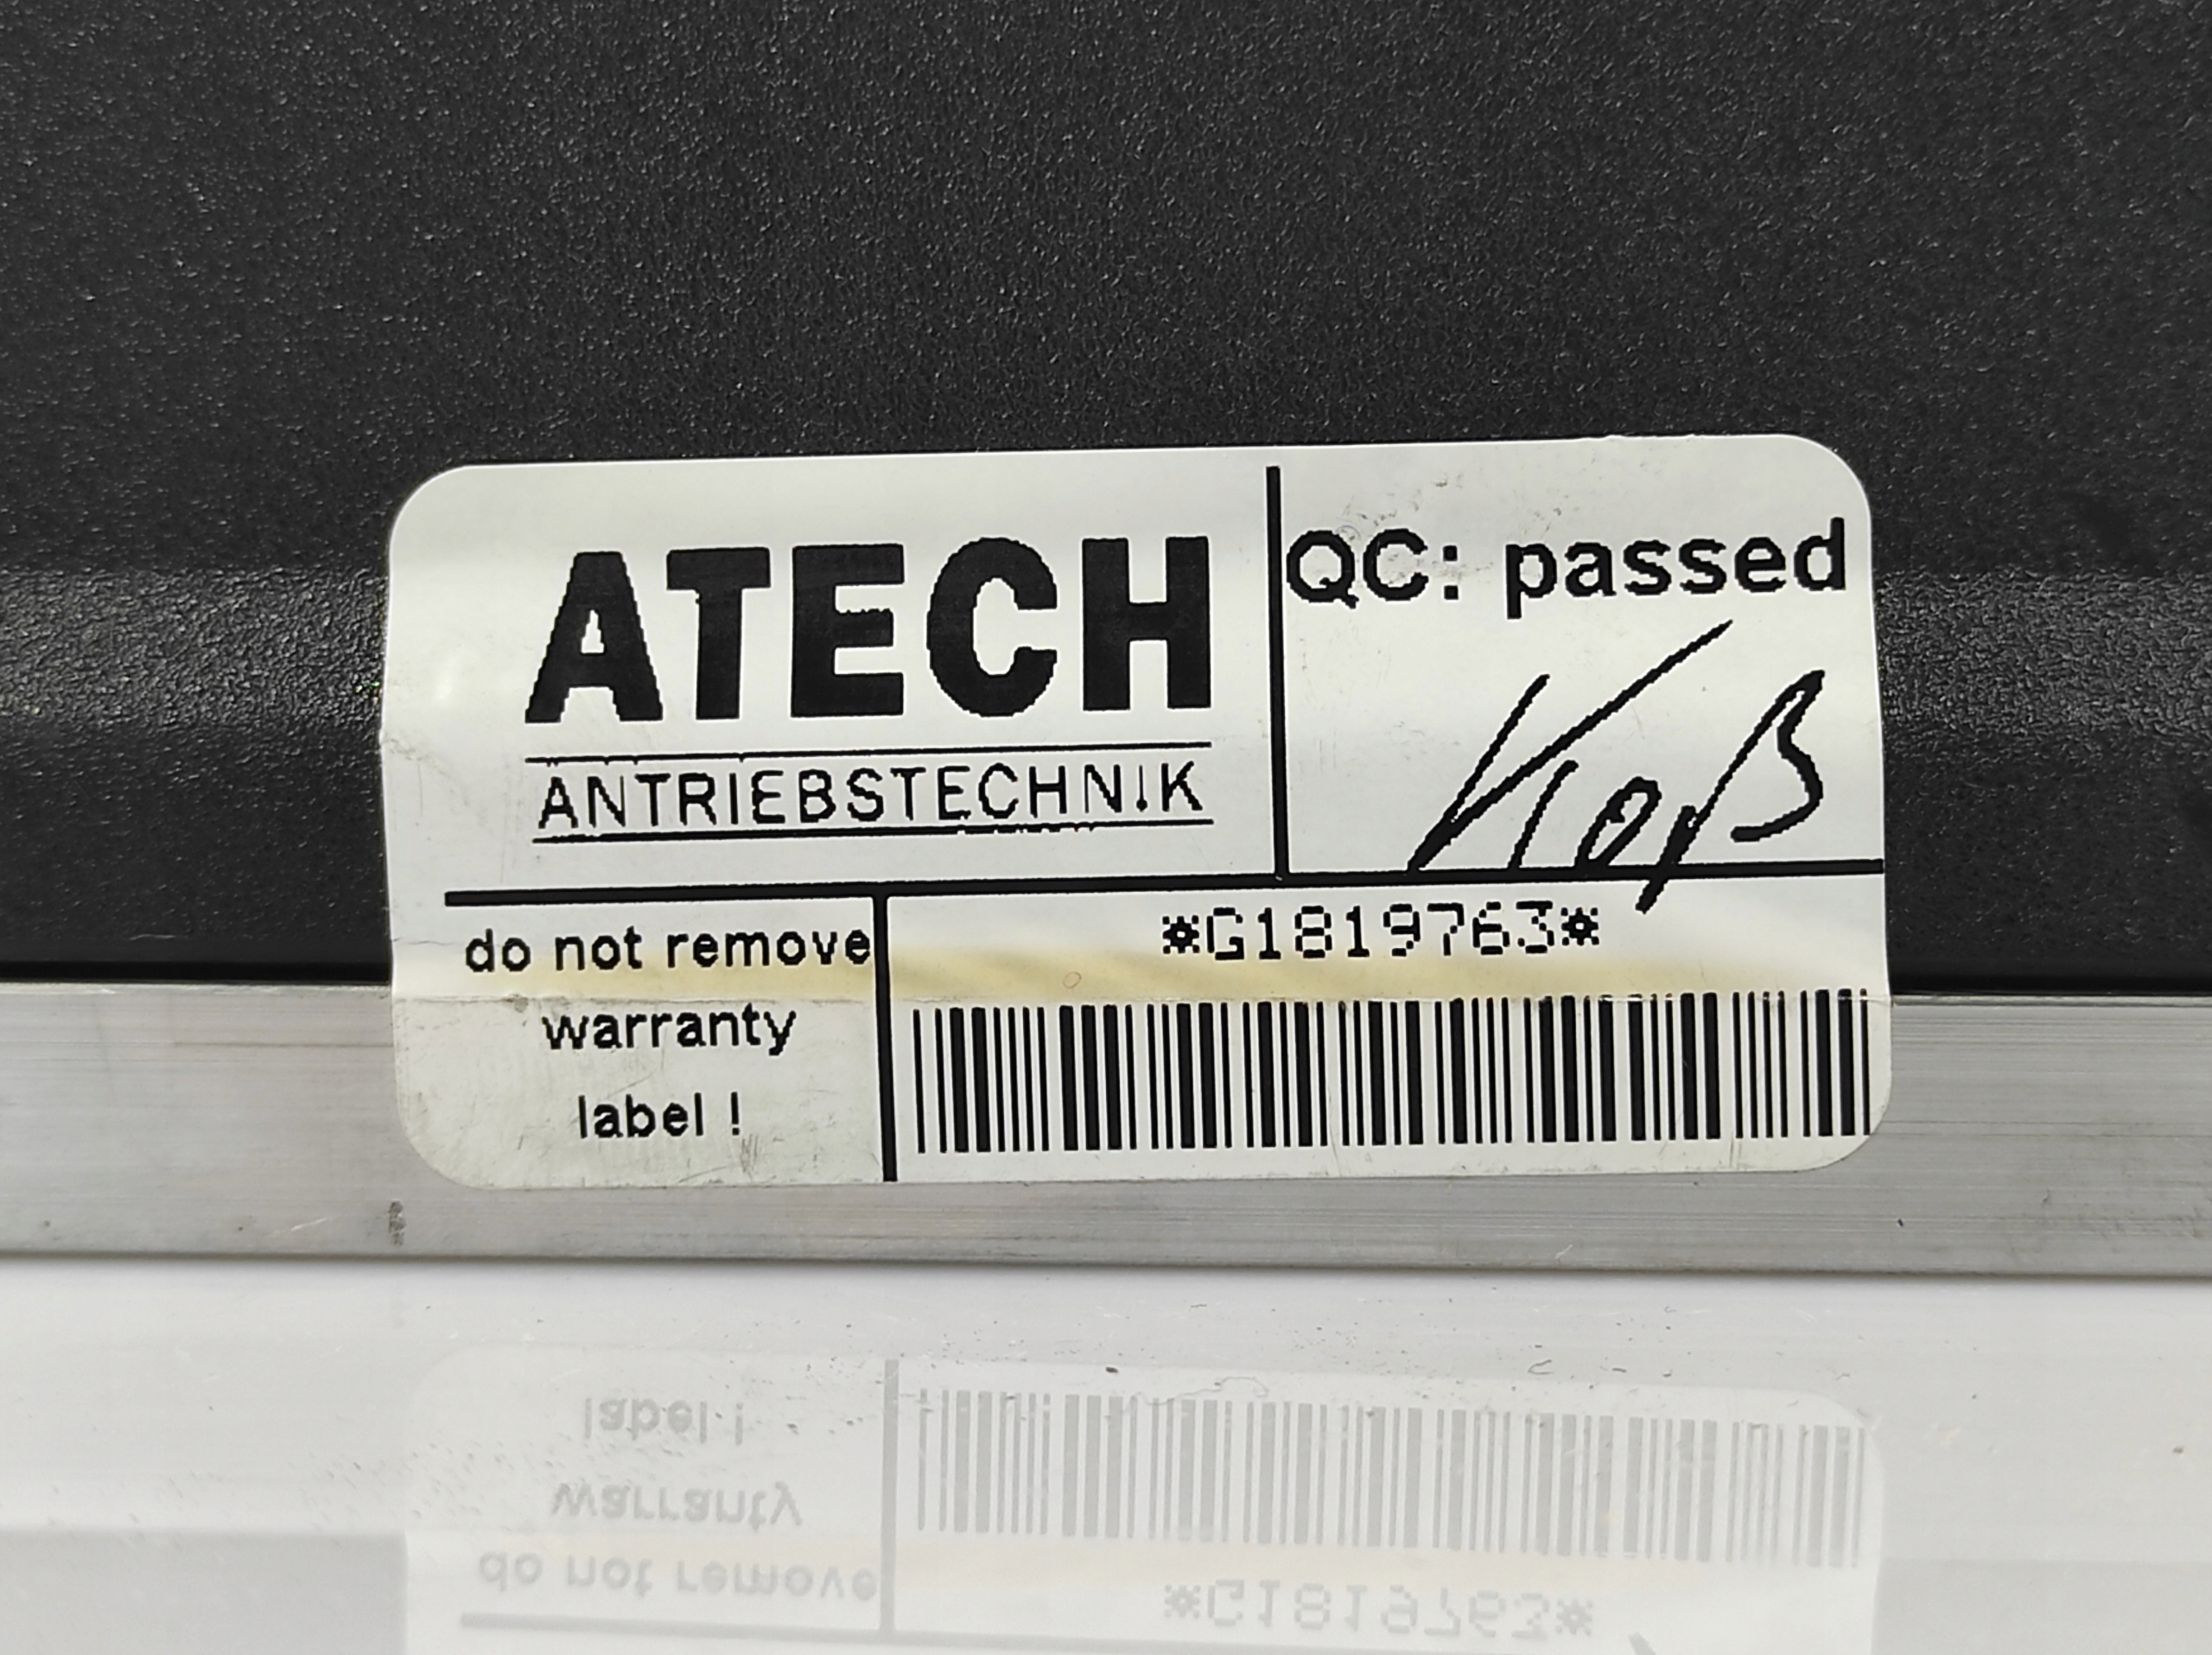 ATECH
ANTRIEBSTECHNIK
QC: passed
do not remove
warranty
label !
*G1819763*